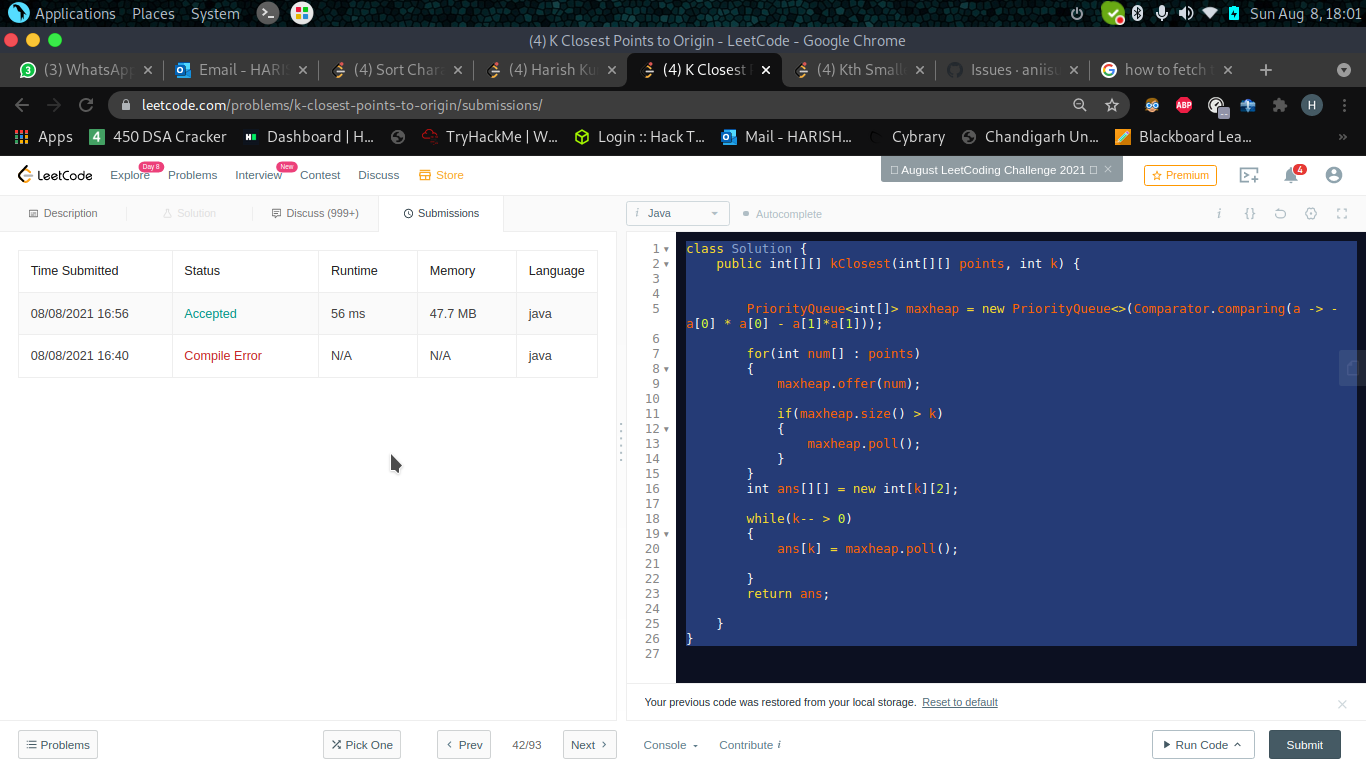 Applications Places System Sun Aug 8, 18:01
(4) K Closest Points to Origin - LeetCode - Google Chrome
(3) WhatsApp Email - HARIS (4) Sort Chara (4) Harish Ku (4) K Closest (4) Kth Small Issues · aniisu how to fetch
leetcode.com/problems/k-closest-points-to-origin/submissions/ ABP H
Apps 4 450 DSA Cracker Dashboard | H... TryHackMe | W... Login :: Hack T... Mail - HARISH... Cybrary Chandigarh Un... Blackboard Lea... »
LeetCode Explore Day 8 Problems Interview New Contest Discuss Store August LeetCoding Challenge 2021 Premium 4
Description Solution Discuss (999+) Submissions
i Java Autocomplete i {}
Time Submitted Status Runtime Memory Language
08/08/2021 16:56 Accepted 56 ms 47.7 MB java
08/08/2021 16:40 Compile Error N/A N/A java
1 class Solution {
2 public int[][] kClosest(int[][] points, int k) {
3
4
5 PriorityQueue<int[]> maxheap = new PriorityQueue<>(Comparator.comparing(a -> -
a[0] * a[0] - a[1]*a[1]));
6
7 for(int num[] : points)
8 {
9 maxheap.offer(num);
10
11 if(maxheap.size() > k)
12 {
13 maxheap.poll();
14 }
15 }
16 int ans[][] = new int[k][2];
17
18 while(k-- > 0)
19 {
20 ans[k] = maxheap.poll();
21
22 }
23 return ans;
24
25 }
26 }
27
Your previous code was restored from your local storage. Reset to default
Problems Pick One Prev 42/93 Next Console Contribute i Run Code Submit